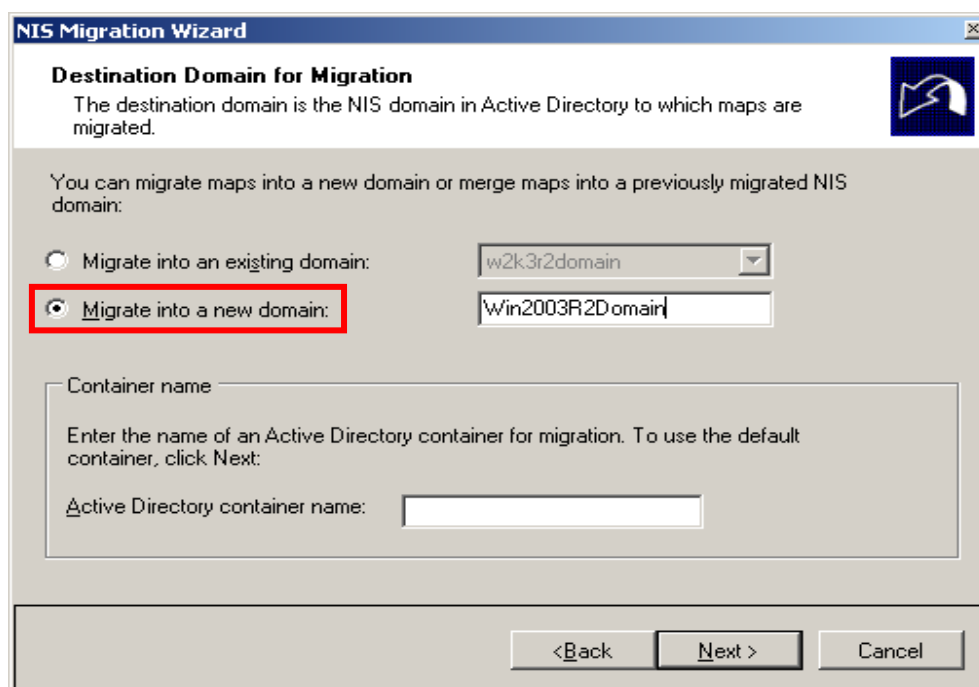 NIS Migration Wizard
Destination Domain for Migration
The destination domain is the NIS domain in Active Directory to which maps are
migrated.
You can migrate maps into a new domain or merge maps into a previously migrated NIS
domain:
Migrate into an existing domain: w2k3r2domain
Migrate into a new domain: Win2003R2Domain
Container name
Enter the name of an Active Directory container for migration. To use the default
container, click Next:
Active Directory container name:
<Back Next > Cancel